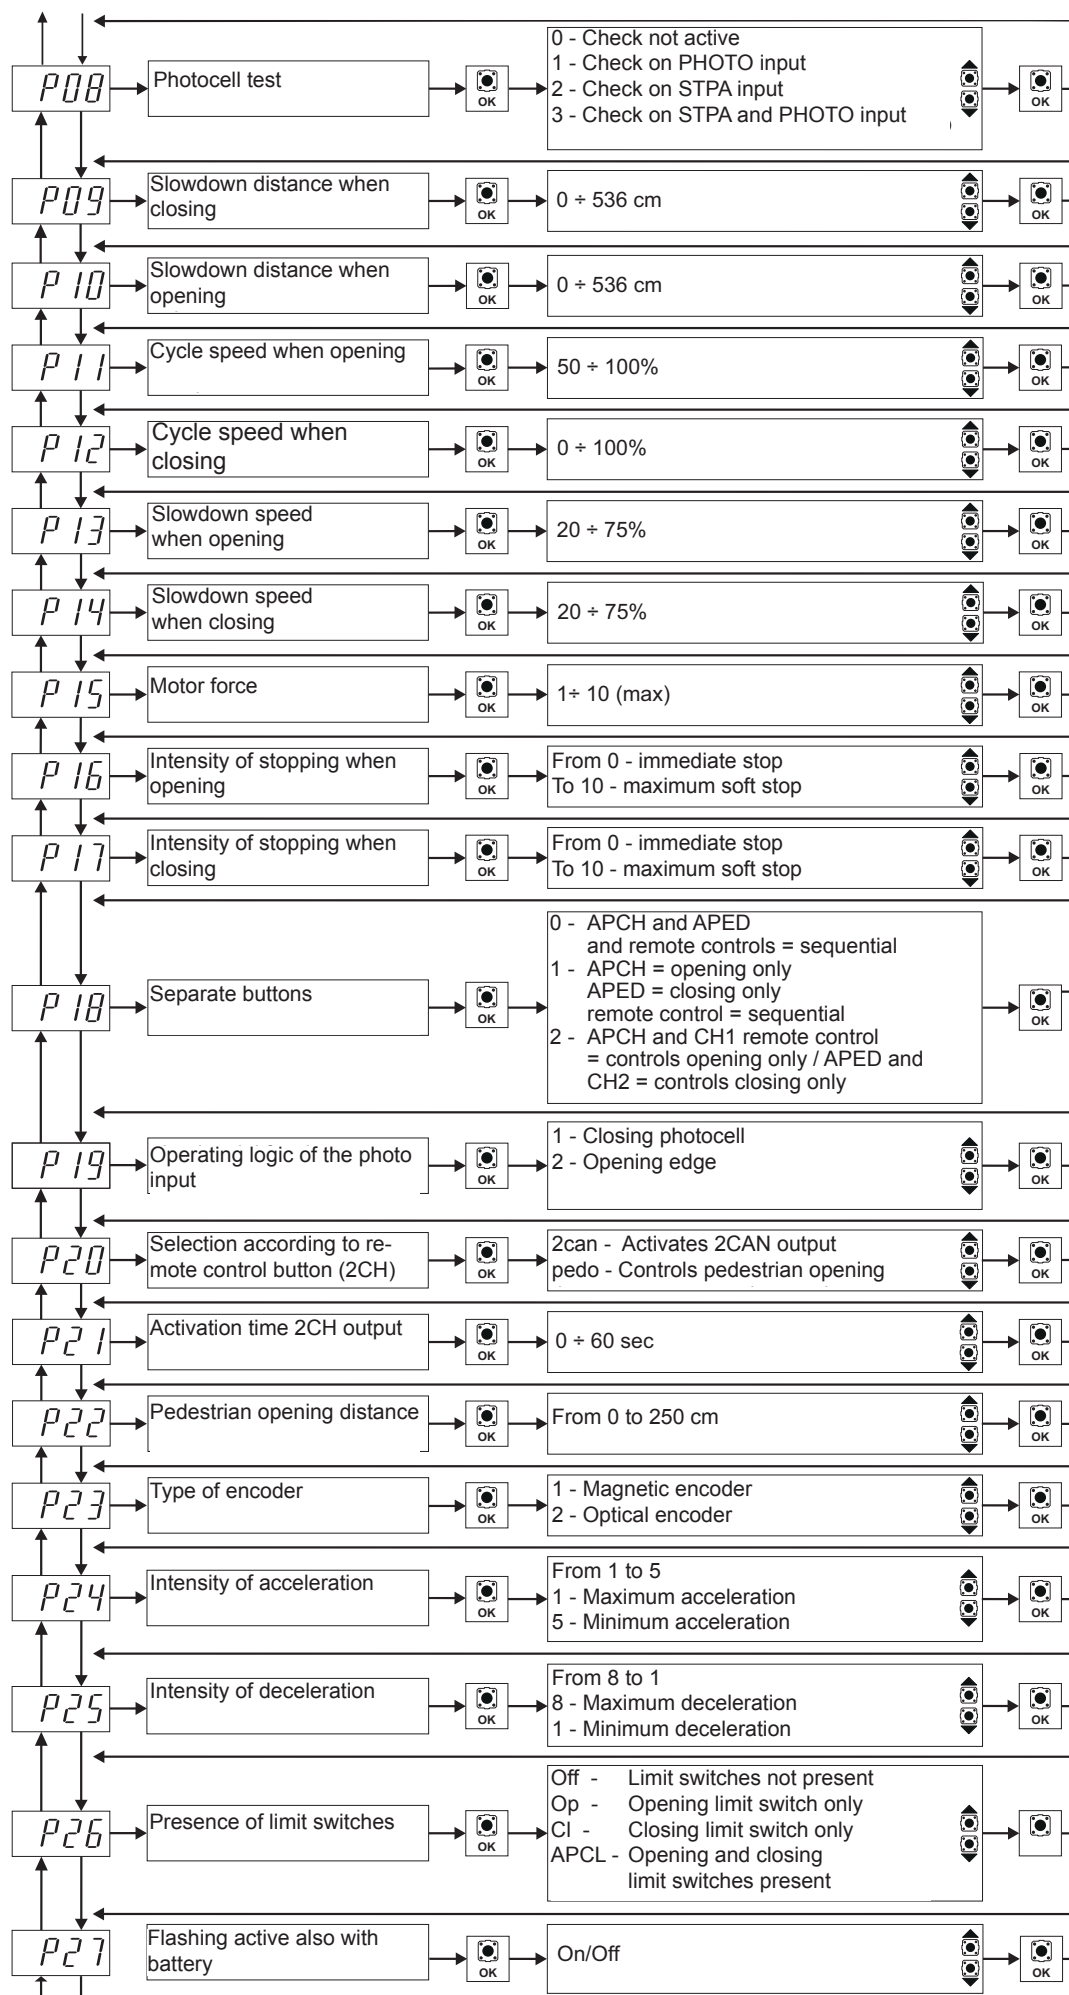 0 - Check not active
1 - Check on PHOTO input
P08 Photocell test OK 2 - Check on STPA input OK
3 - Check on STPA and PHOTO input
Slowdown distance when
P09 closing OK 0 ÷ 536 cm OK
Slowdown distance when
P10 opening OK 0 ÷ 536 cm OK
Cycle speed when opening
P11 OK 50 ÷ 100% OK
Cycle speed when
P12 closing OK 0 ÷ 100% OK
Slowdown speed
P13 when opening OK 20 ÷ 75% OK
Slowdown speed
P14 when closing OK 20 ÷ 75% OK
P15 Motor force OK 1÷ 10 (max) OK
Intensity of stopping when From 0 - immediate stop
P16 opening OK To 10 - maximum soft stop OK
Intensity of stopping when From 0 - immediate stop
P17 closing OK To 10 - maximum soft stop OK
0 - APCH and APED
and remote controls = sequential
1 - APCH = opening only
P18 Separate buttons OK APED = closing only OK
remote control = sequential
2 - APCH and CH1 remote control
= controls opening only / APED and
CH2 = controls closing only
1 - Closing photocell
P19 Operating logic of the photo OK 2 - Opening edge OK
input
Selection according to re- 2can - Activates 2CAN output
P20 mote control button (2CH) OK pedo - Controls pedestrian opening OK
P21 Activation time 2CH output OK 0 ÷ 60 sec OK
P22 Pedestrian opening distance OK From 0 to 250 cm OK
Type of encoder 1 - Magnetic encoder
P23 OK 2 - Optical encoder OK
From 1 to 5
P24 Intensity of acceleration OK 1 - Maximum acceleration OK
5 - Minimum acceleration
From 8 to 1
P25 Intensity of deceleration OK 8 - Maximum deceleration OK
1 - Minimum deceleration
Off - Limit switches not present
Op - Opening limit switch only
P26 Presence of limit switches OK Cl - Closing limit switch only
APCL - Opening and closing
limit switches present
Flashing active also with
P27 battery OK On/Off OK